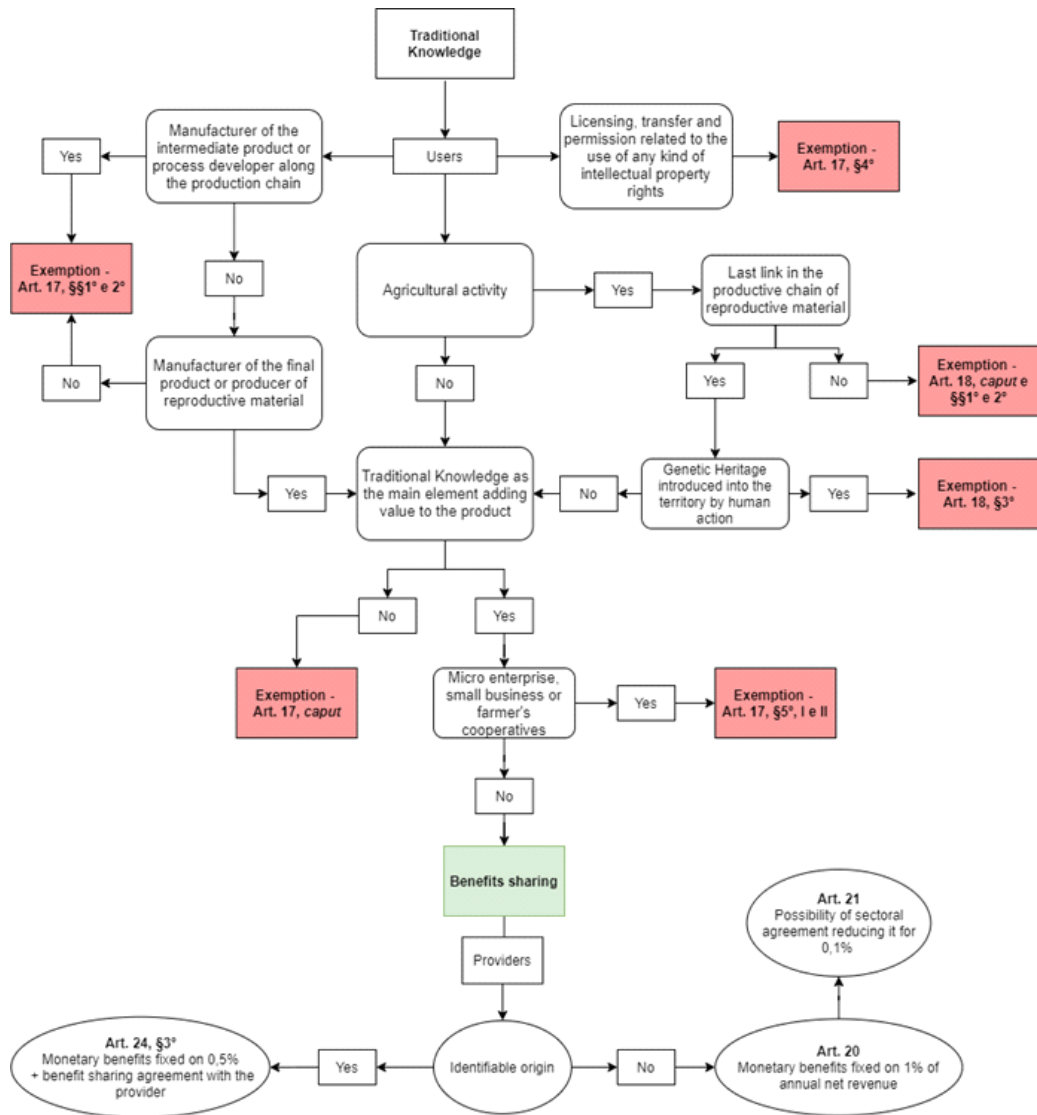 Traditional
Knowledge
Manufacturer of the
intermediate product or
process developer along
the production chain
Yes
Users
Licensing, transfer and
permission related to the
use of any kind of
intellectual property
rights
Exemption -
Art. 17, §4º
Exemption -
Art. 17, §§1º e 2º
No
Agricultural activity
Yes
Last link in the
productive chain of
reproductive material
No
Manufacturer of the final
product or producer of
reproductive material
No
Yes
No
Exemption -
Art. 18, caput e
§§1º e 2º
Yes
Traditional Knowledge as
the main element adding
value to the product
No
Genetic Heritage
introduced into the
territory by human
action
Yes
Exemption -
Art. 18, §3º
No
Yes
Exemption -
Art. 17, caput
Micro enterprise,
small business or
farmer's
cooperatives
Yes
Exemption -
Art. 17, §5º, I e II
No
Benefits sharing
Art. 21
Possibility of sectoral
agreement reducing it for
0,1%
Providers
Art. 24, §3º
Monetary benefits fixed on 0,5%
+ benefit sharing agreement with the
provider
Yes
Identifiable origin
No
Art. 20
Monetary benefits fixed on 1% of
annual net revenue